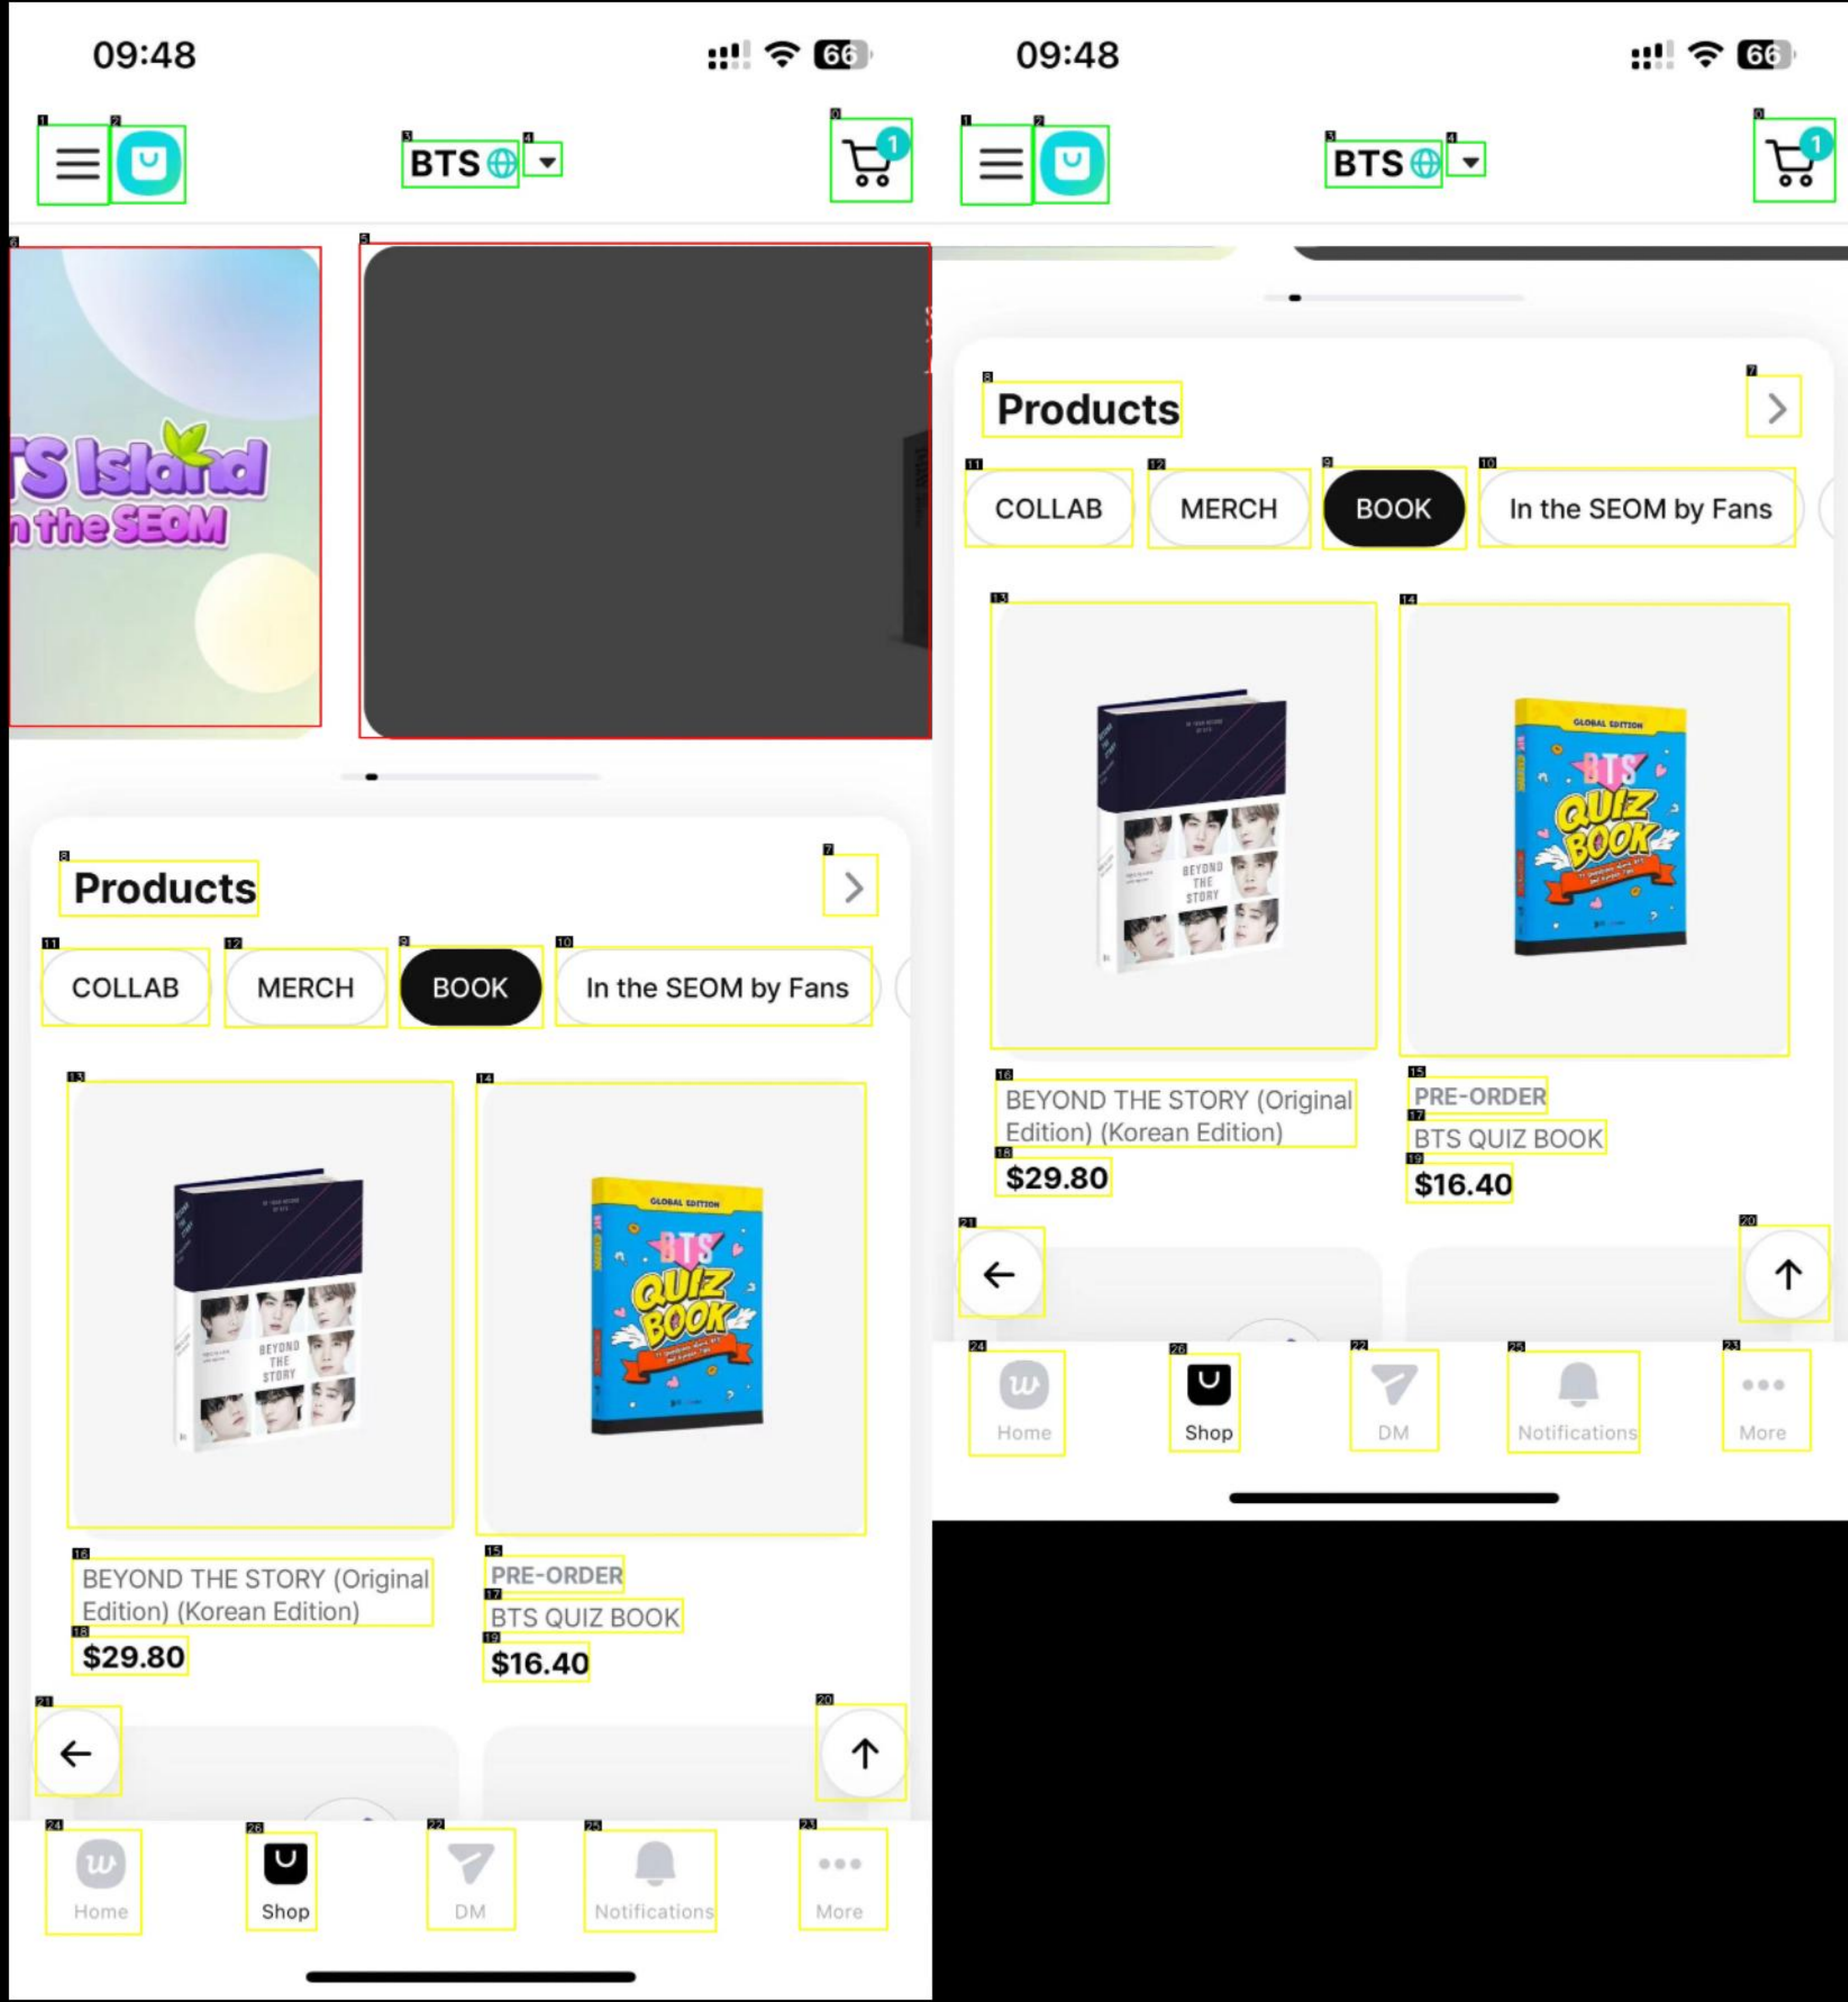 09:48
66
BTS
1
TS Island
n the SEOM
Products
COLLAB
MERCH
BOOK
In the SEOM by Fans
BEYOND
THE
STORY
GLOBAL EDITION
BTS
QUIZ
BOOK
BEYOND THE STORY (Original
Edition) (Korean Edition)
$29.80
PRE-ORDER
BTS QUIZ BOOK
$16.40
Home
Shop
DM
Notifications
More
09:48
66
BTS
1
Products
COLLAB
MERCH
BOOK
In the SEOM by Fans
BEYOND
THE
STORY
GLOBAL EDITION
BTS
QUIZ
BOOK
BEYOND THE STORY (Original
Edition) (Korean Edition)
$29.80
PRE-ORDER
BTS QUIZ BOOK
$16.40
Home
Shop
DM
Notifications
More